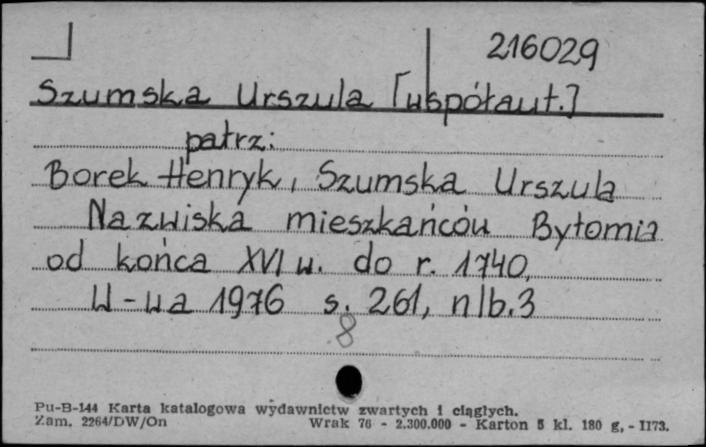 216029
Szumska Urszula [współaut.]
patrz:
Borek Henryk, Szumska Urszula
Nazwiska mieszkańców Bytomia
od końca XVI w. do r. 1740,
W-wa 1976 s. 261, nlb. 3
8
Pu-B-144 Karta katalogowa wydawnictw zwartych i ciągłych.
Zam. 2264/DW/On Wrak 76 - 2.300.000 - Karton 5 kl. 180 g, - II73.